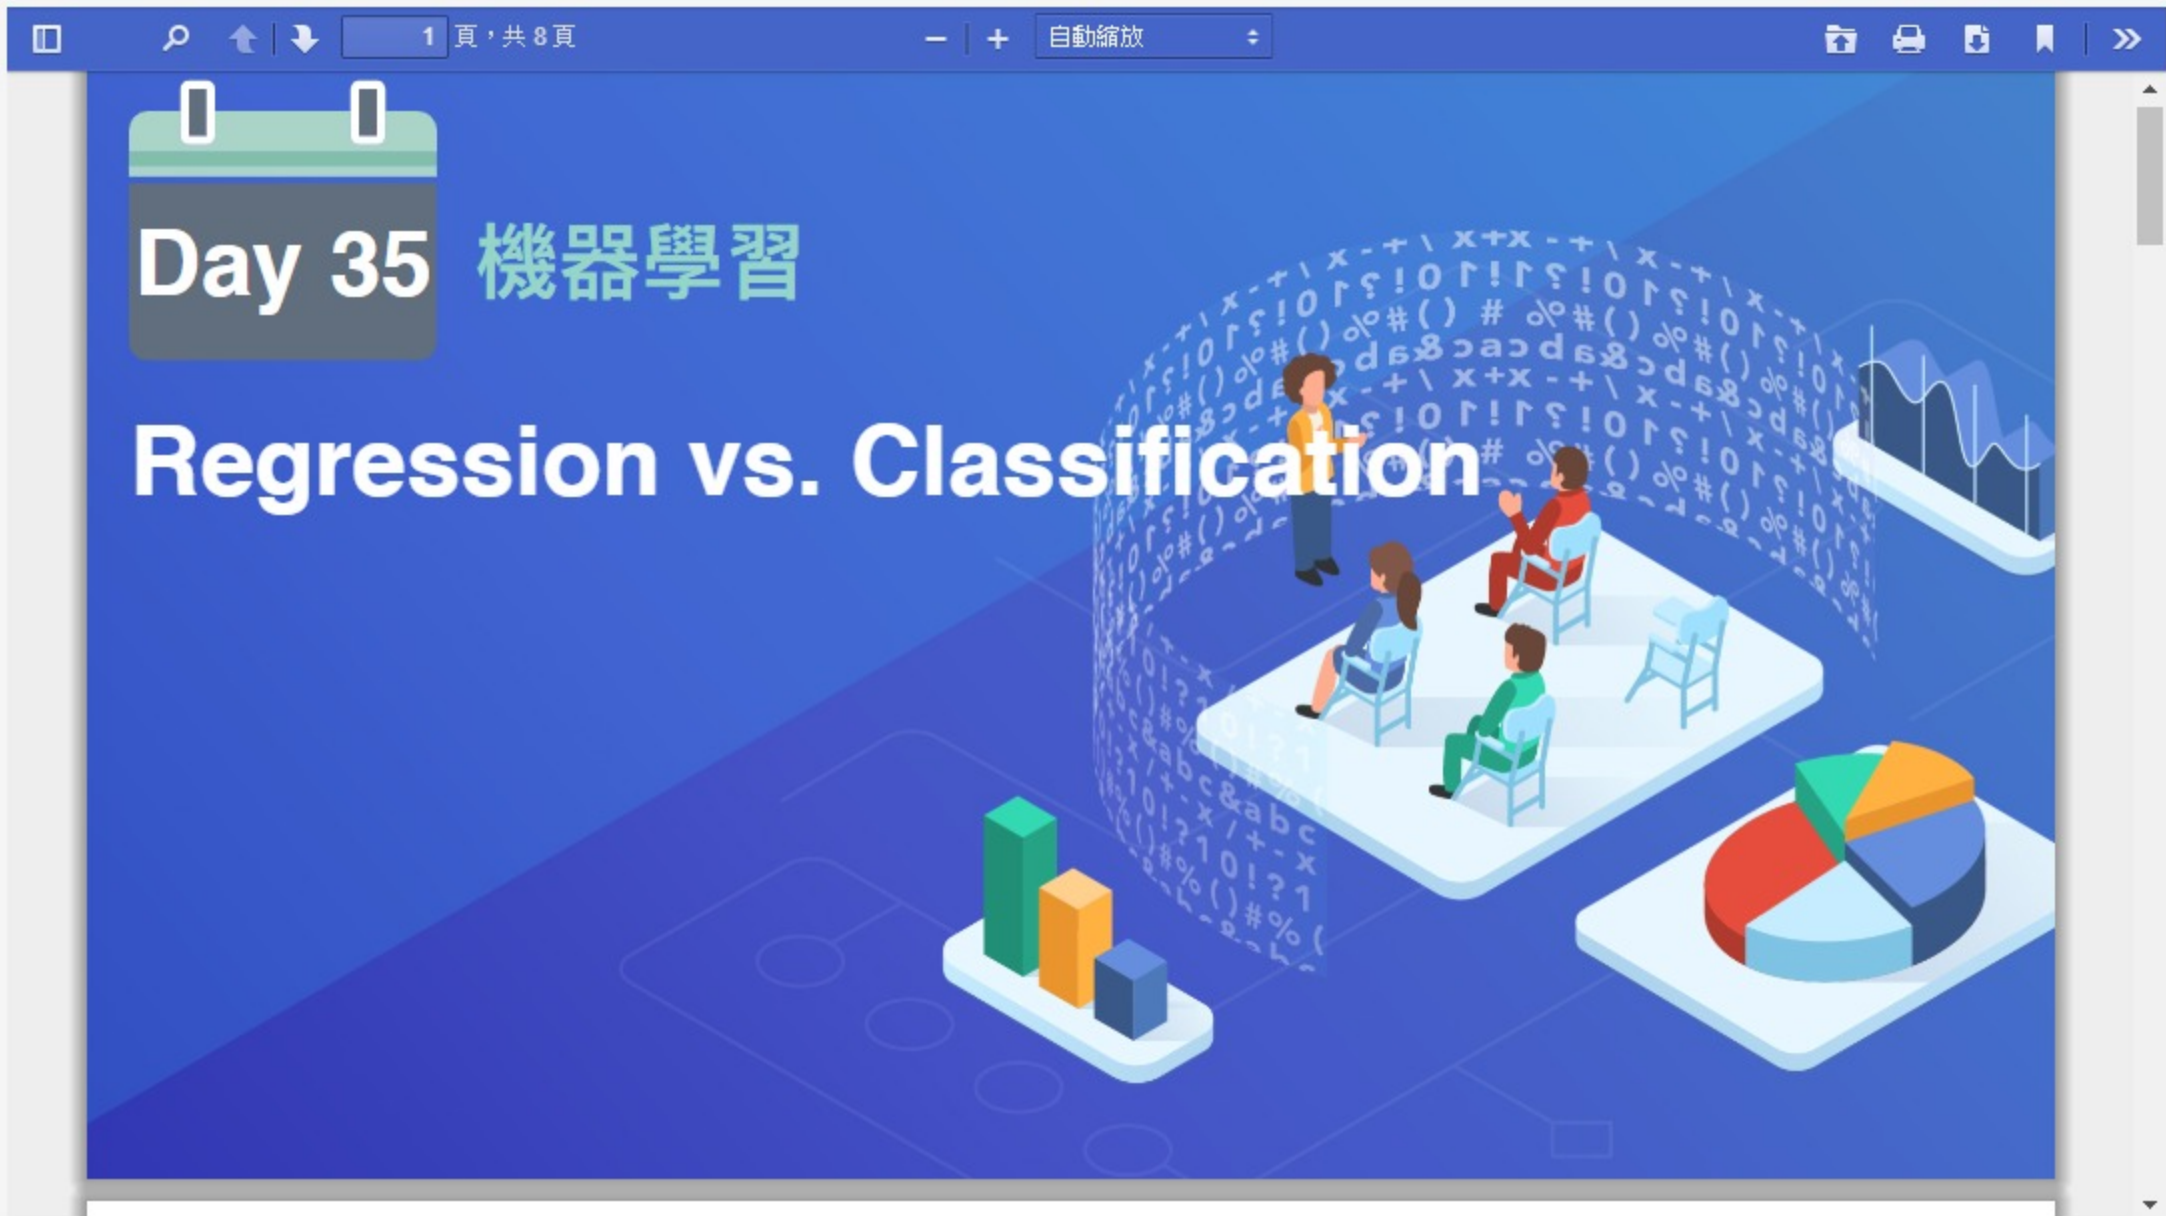 1 頁，共 8 頁
自動縮放
Day 35
機器學習
Regression vs. Classification